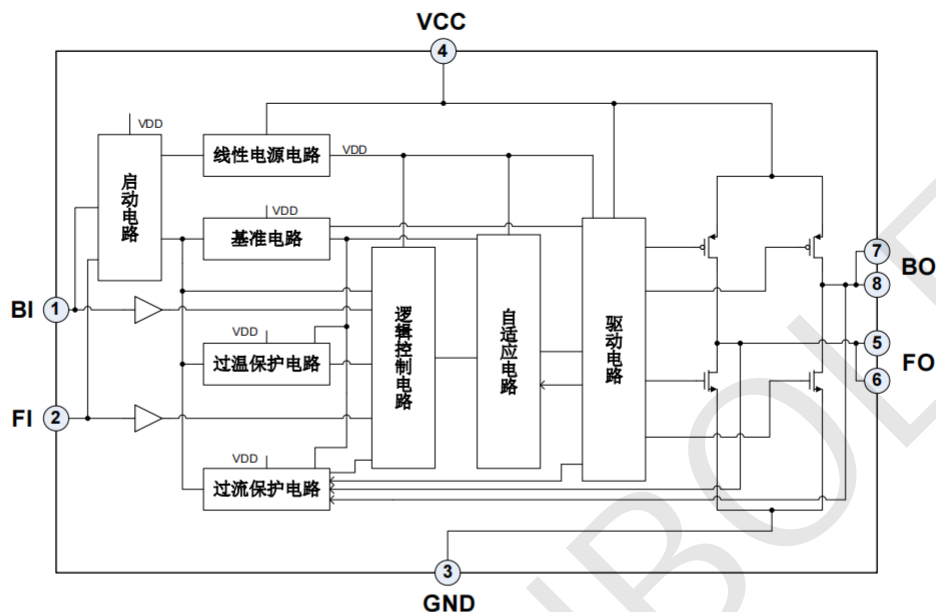 VCC
4
VDD
线性电源电路
VDD
启动电路
VDD
基准电路
7
BO
8
BI
1
逻辑控制电路
自适应电路
驱动电路
VDD
过温保护电路
5
FO
6
FI
2
VDD
过流保护电路
3
GND